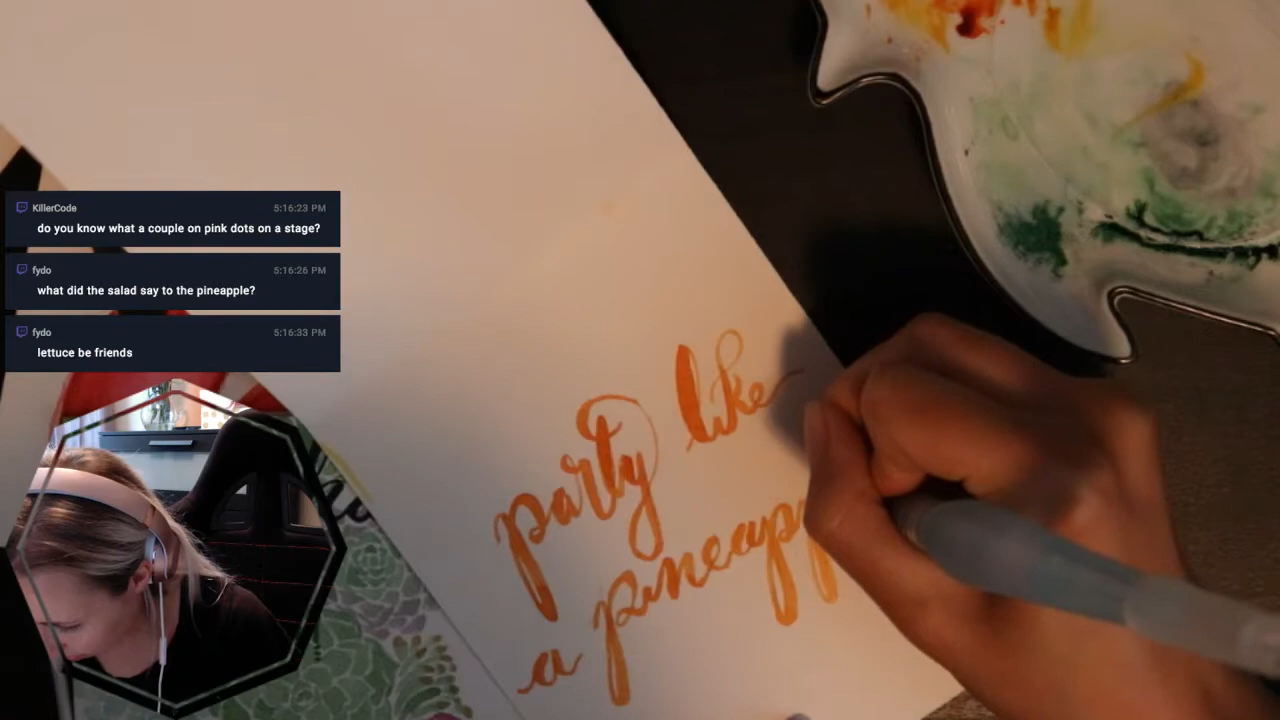 KillerCode 5:16:23 PM
do you know what a couple on pink dots on a stage?
fydo 5:16:26 PM
what did the salad say to the pineapple?
fydo 5:16:33 PM
lettuce be friends
party like
a pineapp